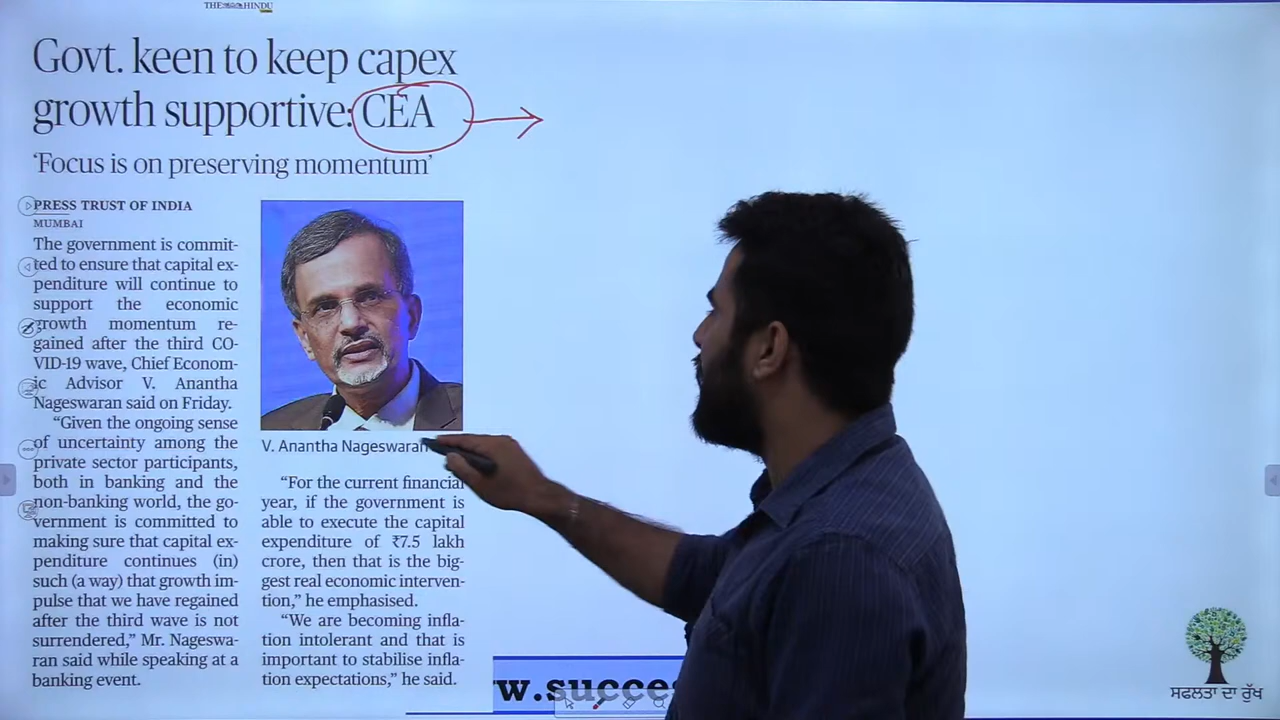 THE HINDU
Govt. keen to keep capex
growth supportive: CEA
‘Focus is on preserving momentum’
PRESS TRUST OF INDIA
MUMBAI
The government is commit-
ted to ensure that capital ex-
penditure will continue to
support the economic
growth momentum re-
gained after the third CO-
VID-19 wave, Chief Econom-
ic Advisor V. Anantha
Nageswaran said on Friday.
“Given the ongoing sense
of uncertainty among the
private sector participants,
both in banking and the
non-banking world, the go-
vernment is committed to
making sure that capital ex-
penditure continues (in)
such (a way) that growth im-
pulse that we have regained
after the third wave is not
surrendered,” Mr. Nageswa-
ran said while speaking at a
banking event.
V. Anantha Nageswaran
“For the current financial
year, if the government is
able to execute the capital
expenditure of ₹7.5 lakh
crore, then that is the big-
gest real economic interven-
tion,” he emphasised.
“We are becoming infla-
tion intolerant and that is
important to stabilise infla-
tion expectations,” he said.
ਸਫਲਤਾ ਦਾ ਰੁੱਖ